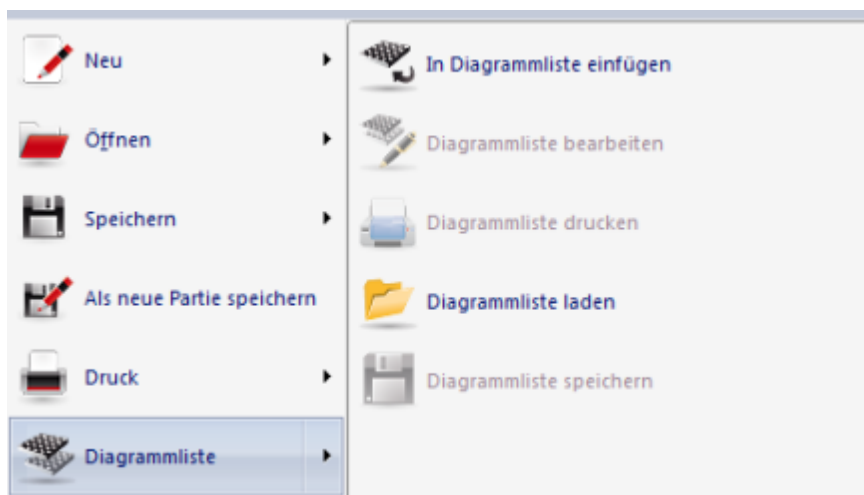 Neu
Öffnen
Speichern
Als neue Partie speichern
Druck
Diagrammliste
In Diagrammliste einfügen
Diagrammliste bearbeiten
Diagrammliste drucken
Diagrammliste laden
Diagrammliste speichern